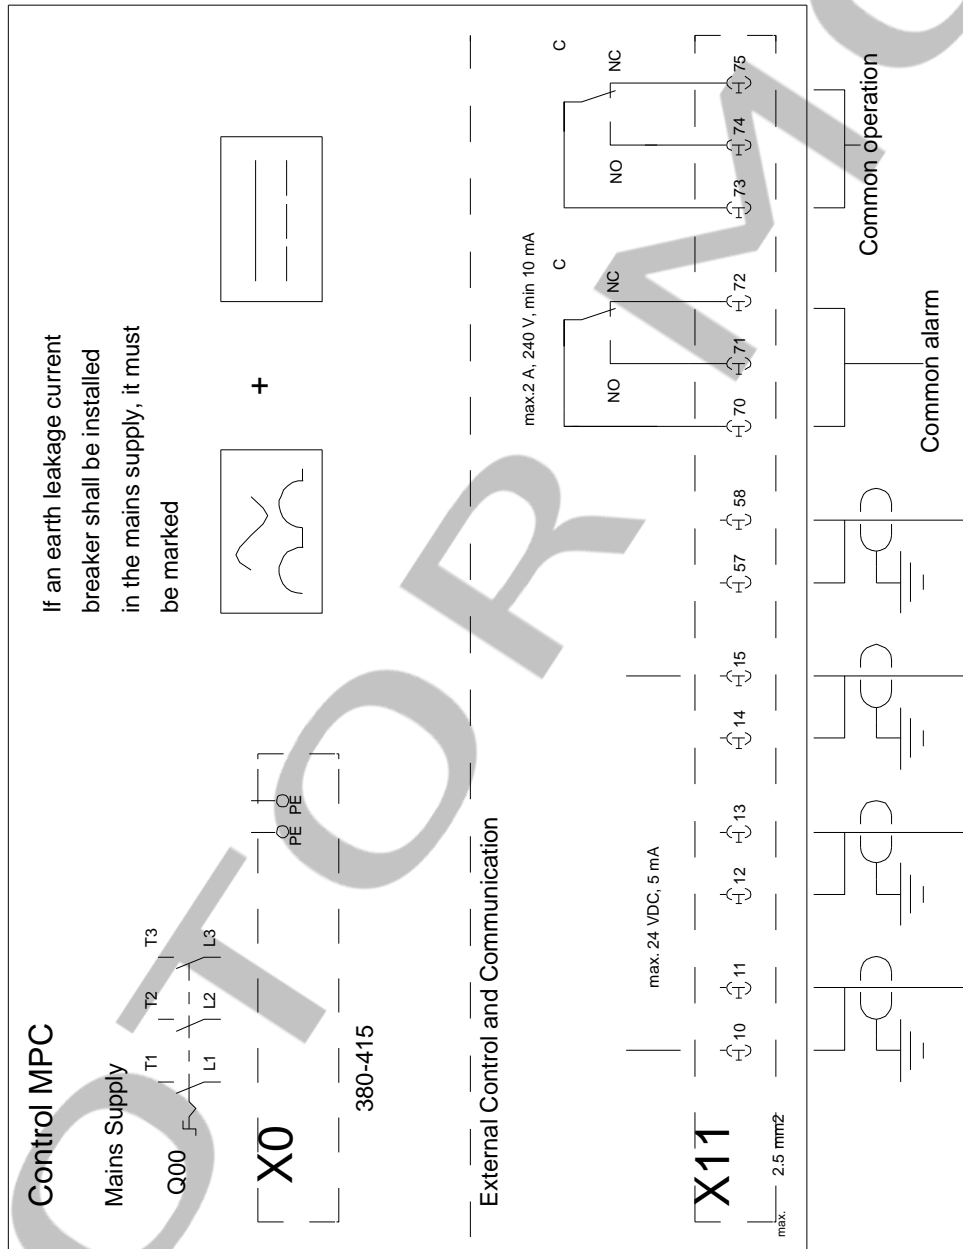 Control MPC
Mains Supply
Q00
T1 T2 T3
L1 L2 L3
X0
PE PE
380-415
If an earth leakage current
breaker shall be installed
in the mains supply, it must
be marked
+
External Control and Communication
max. 24 VDC, 5 mA
max.2 A, 240 V, min 10 mA
C C
NO NC NO NC
X11
10 11 12 13 14 15 57 58 70 71 72 73 74 75
max. 2.5 mm2
Common alarm
Common operation
OTOR MO